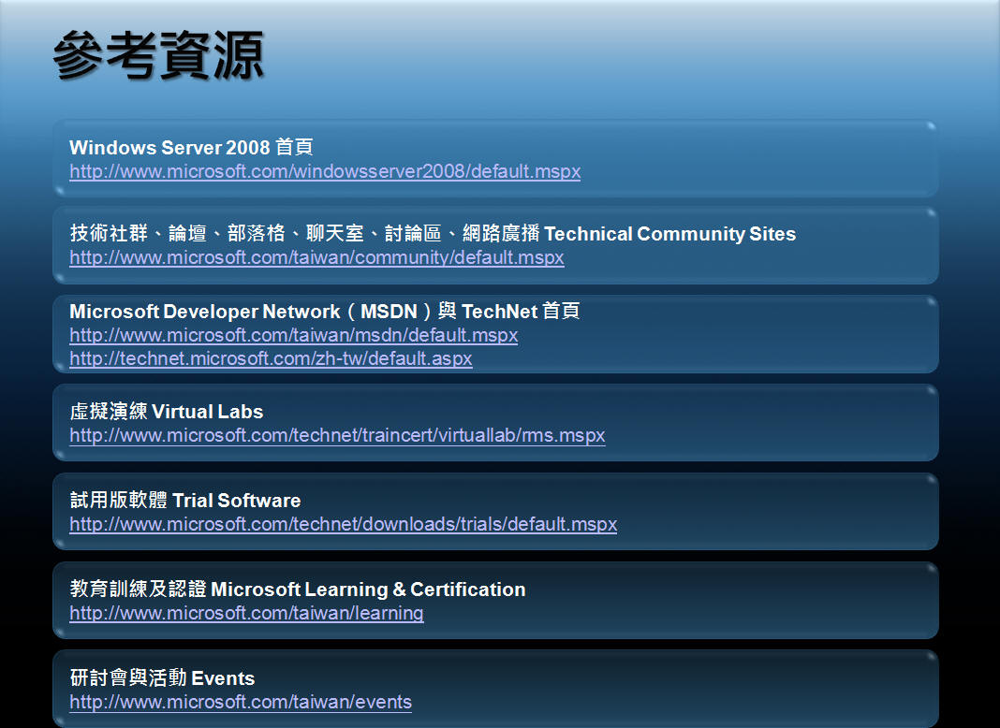 參考資源
Windows Server 2008 首頁
http://www.microsoft.com/windowsserver2008/default.mspx
技術社群、論壇、部落格、聊天室、討論區、網路廣播 Technical Community Sites
http://www.microsoft.com/taiwan/community/default.mspx
Microsoft Developer Network（MSDN）與 TechNet 首頁
http://www.microsoft.com/taiwan/msdn/default.mspx
http://technet.microsoft.com/zh-tw/default.aspx
虛擬演練 Virtual Labs
http://www.microsoft.com/technet/traincert/virtuallab/rms.mspx
試用版軟體 Trial Software
http://www.microsoft.com/technet/downloads/trials/default.mspx
教育訓練及認證 Microsoft Learning & Certification
http://www.microsoft.com/taiwan/learning
研討會與活動 Events
http://www.microsoft.com/taiwan/events